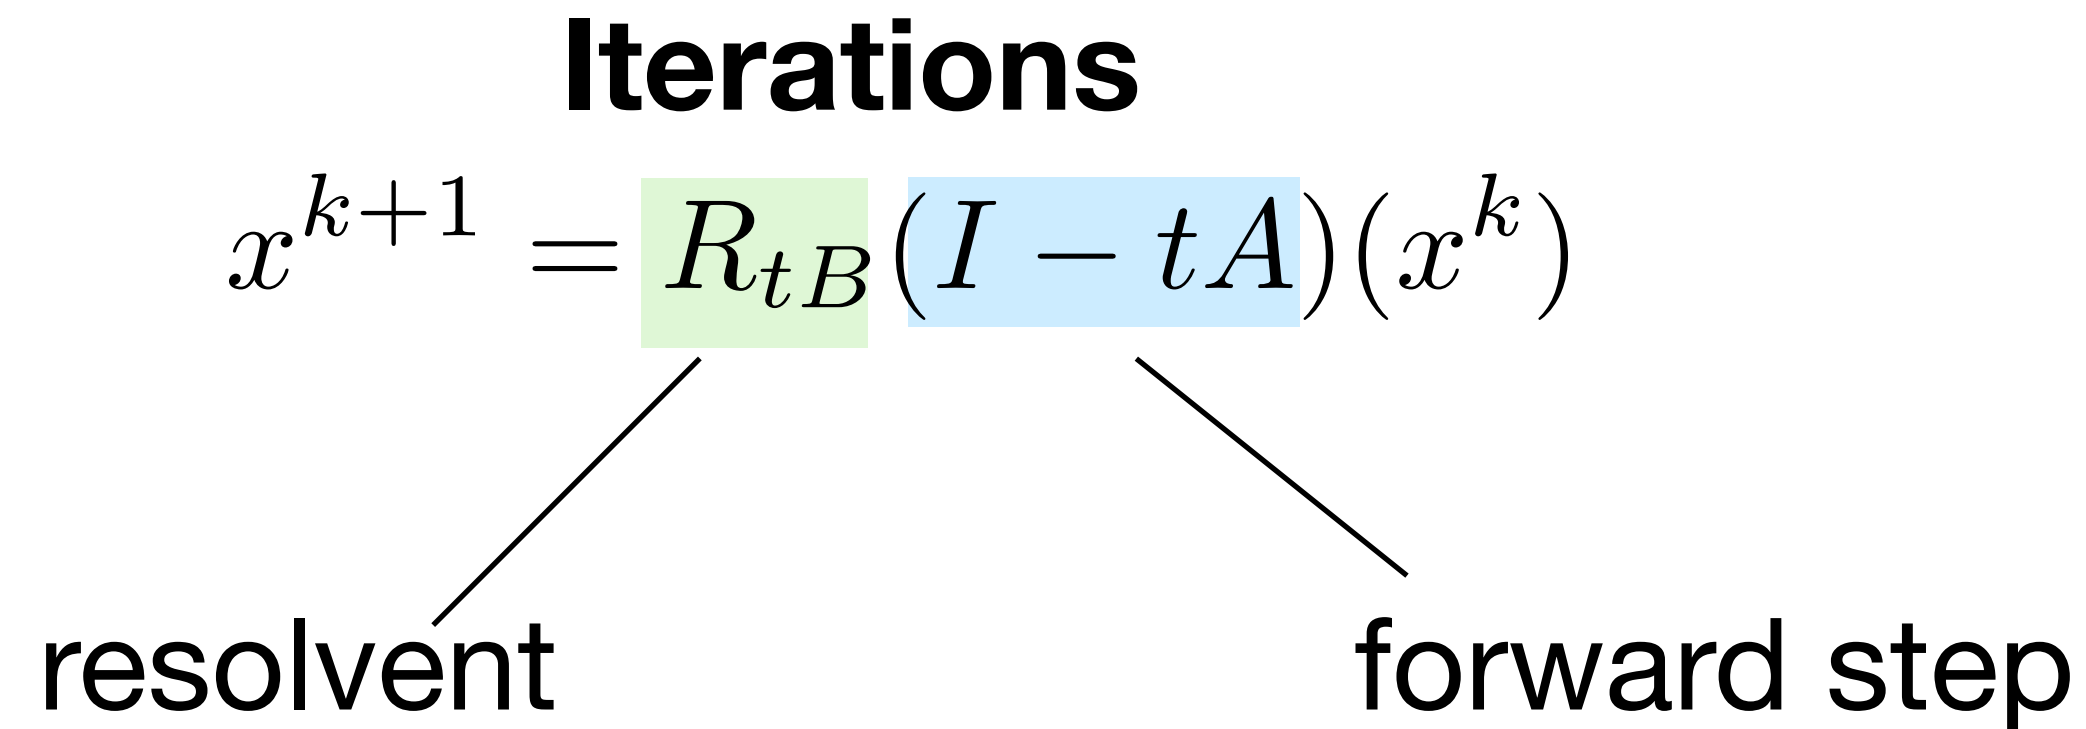 Iterations
x^{k+1} = R_{tB}(I − tA)(x^k)
resolvent
forward step